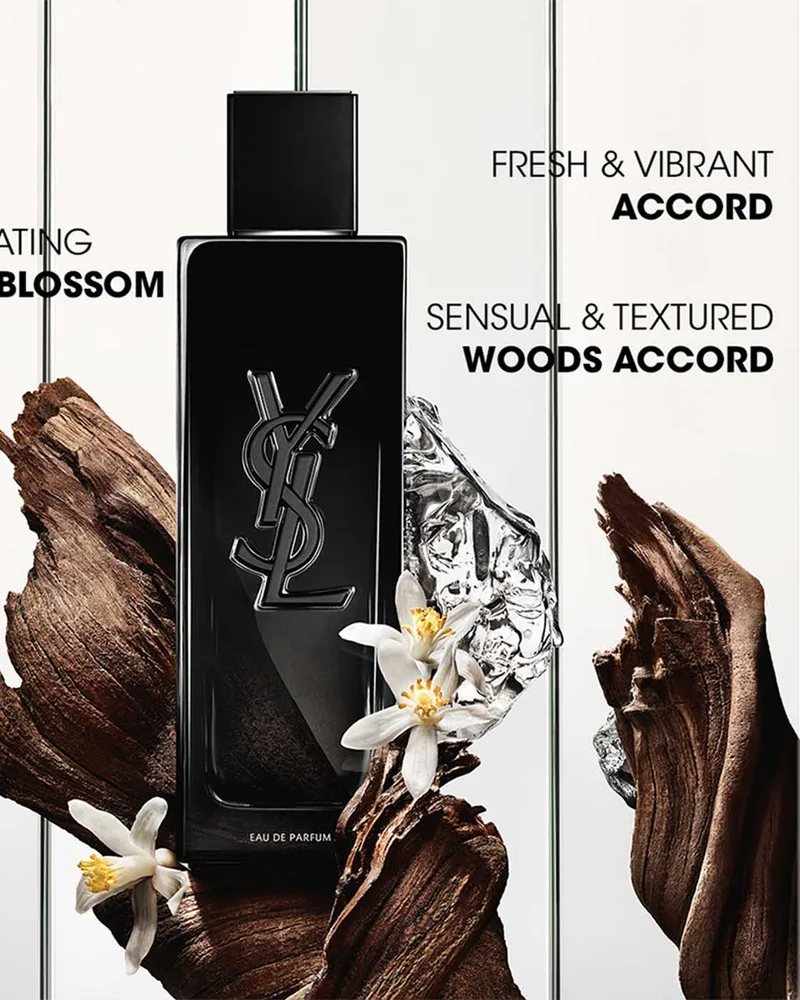 FRESH & VIBRANT
ACCORD
ATING
BLOSSOM
SENSUAL & TEXTURED
WOODS ACCORD
YSL
EAU DE PARFUM